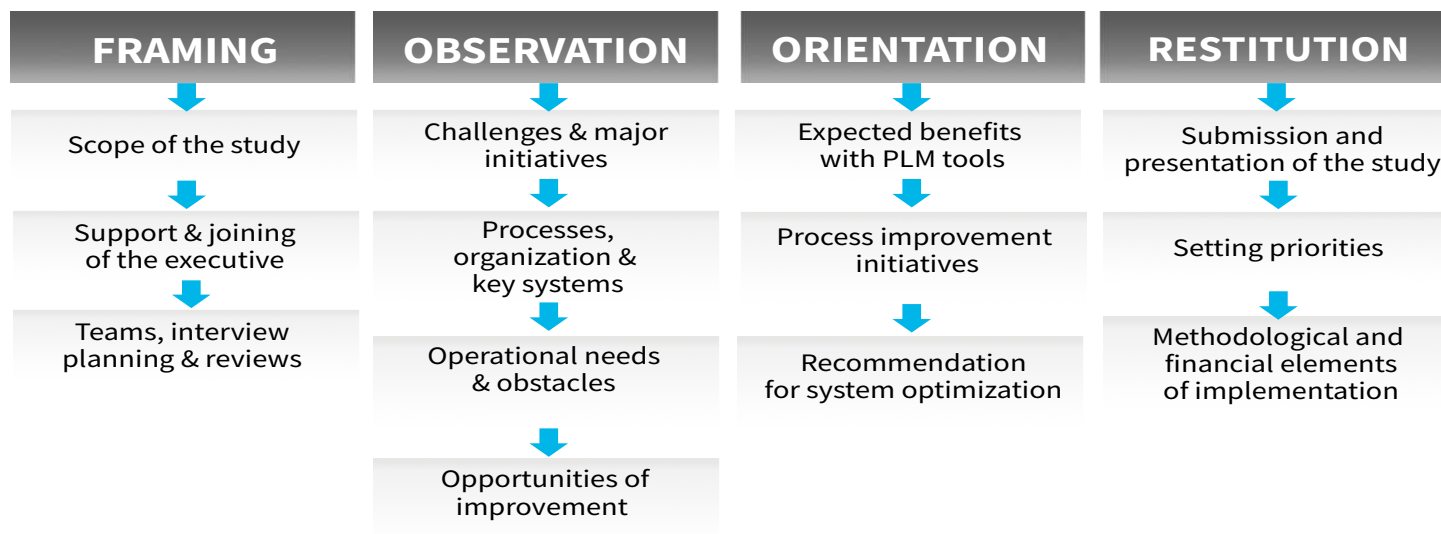 FRAMING
Scope of the study
Support & joining
of the executive
Teams, interview
planning & reviews
OBSERVATION
Challenges & major
initiatives
Processes,
organization &
key systems
Operational needs
& obstacles
Opportunities of
improvement
ORIENTATION
Expected benefits
with PLM tools
Process improvement
initiatives
Recommendation
for system optimization
RESTITUTION
Submission and
presentation of the study
Setting priorities
Methodological and
financial elements
of implementation